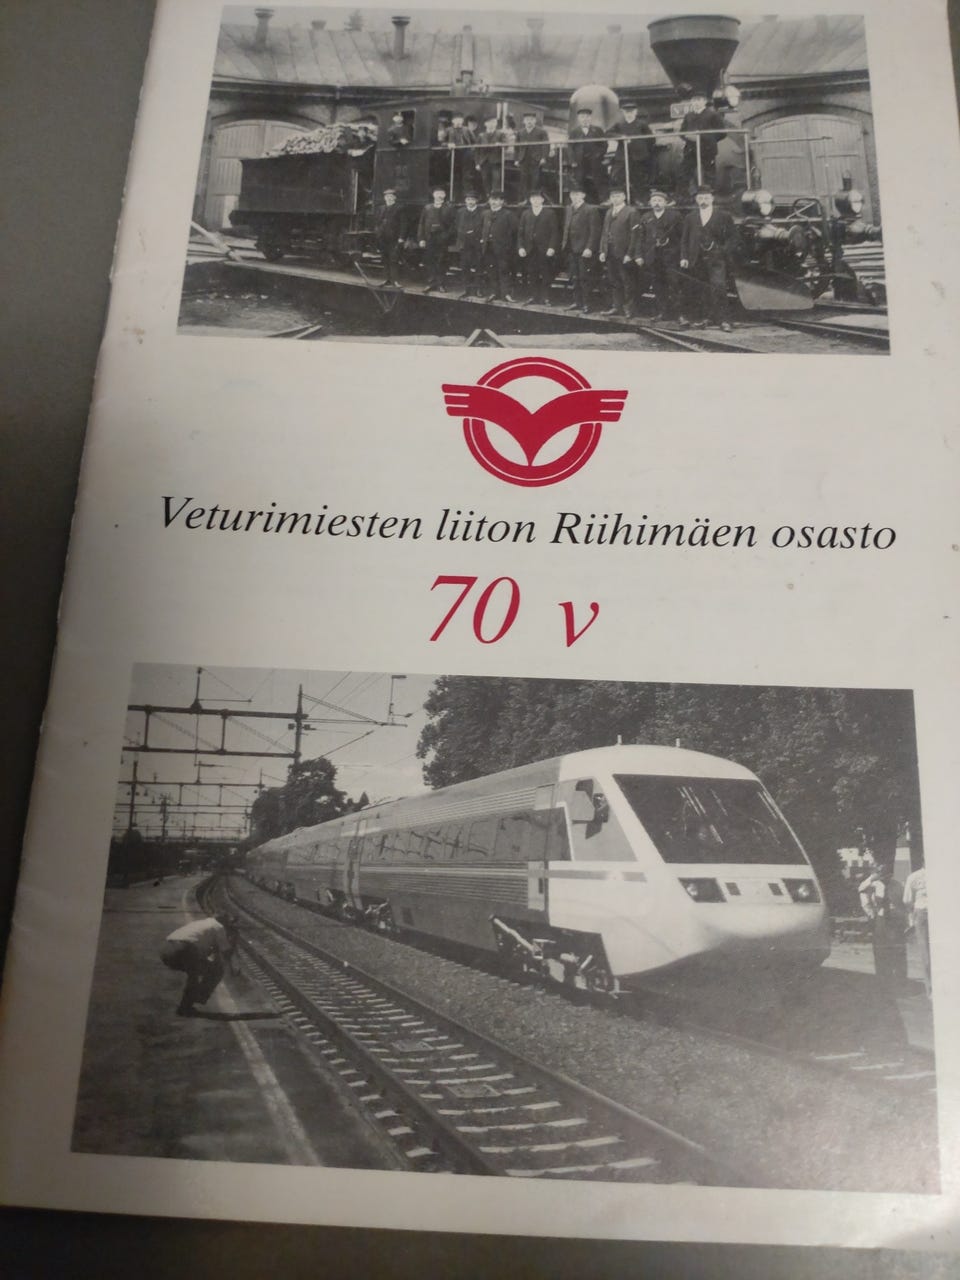 Veturimiesten liiton Riihimäen osasto
70 v